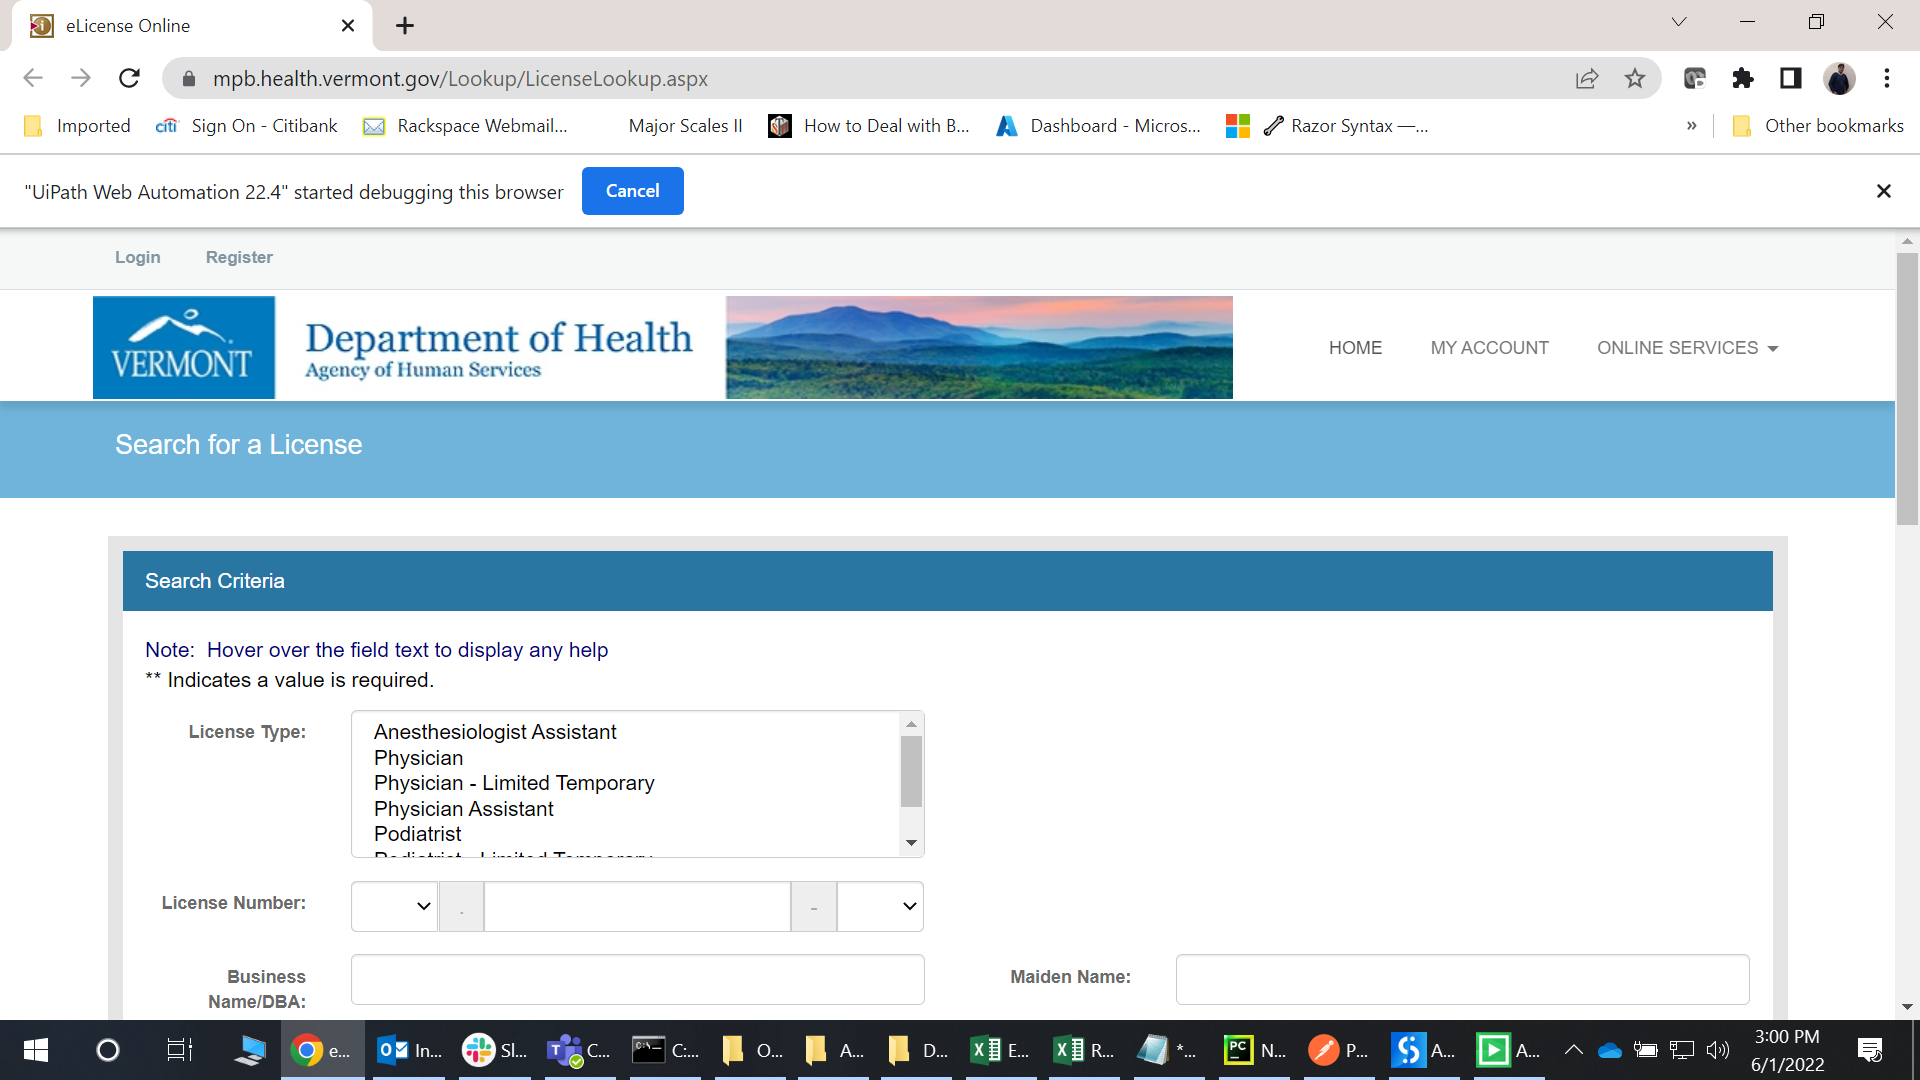 eLicense Online
mpb.health.vermont.gov/Lookup/LicenseLookup.aspx
Imported Sign On - Citibank Rackspace Webmail... Major Scales II How to Deal with B... Dashboard - Micros... Razor Syntax —... » Other bookmarks
"UiPath Web Automation 22.4" started debugging this browser Cancel
Login Register
VERMONT Department of Health
Agency of Human Services
HOME MY ACCOUNT ONLINE SERVICES
Search for a License
Search Criteria
Note: Hover over the field text to display any help
** Indicates a value is required.
License Type: Anesthesiologist Assistant
Physician
Physician - Limited Temporary
Physician Assistant
Podiatrist
Podiatrist - Limited Temporary
License Number: . -
Business Name/DBA:
Maiden Name:
e... In... Sl... C... C:... O... A... D... E... R... *... N... P... A... A...
3:00 PM
6/1/2022